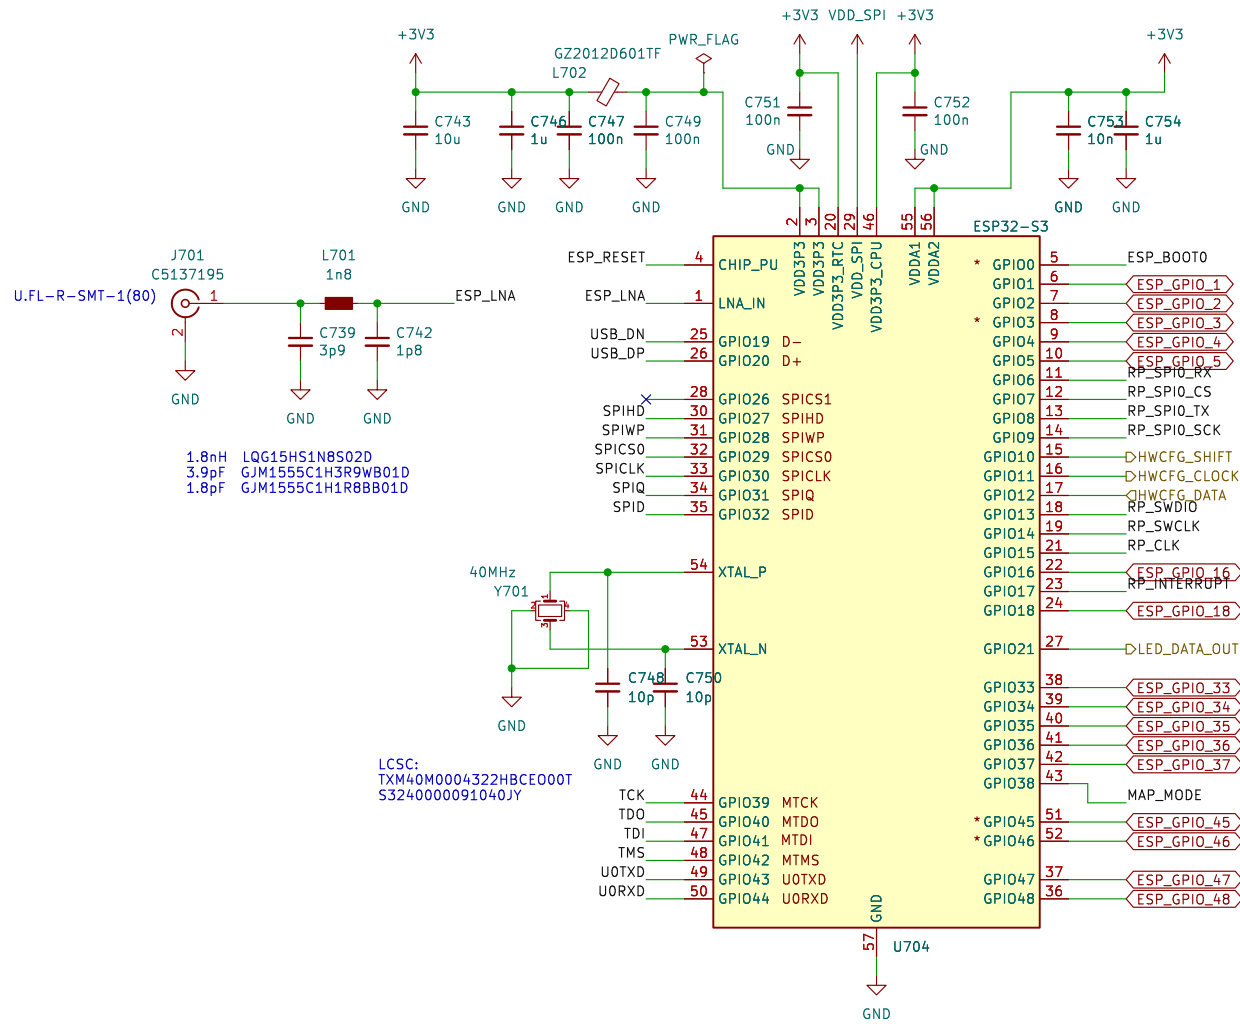 +3V3
VDD_SPI
+3V3
+3V3
PWR_FLAG
+3V3
GZ2012D601TF
L702
C743
10u
C746
1u
C747
100n
C749
100n
C751
100n
C752
100n
C753
10n
C754
1u
GND
GND
GND
GND
GND
GND
GND
GND
2
3
20
29
46
55
56
ESP32-S3
VDD3P3
VDD3P3
VDD3P3_RTC
VDD_SPI
VDD3P3_CPU
VDDA1
VDDA2
J701
C5137195
U.FL-R-SMT-1(80)
1
2
GND
L701
1n8
ESP_LNA
C739
3p9
C742
1p8
GND
GND
1.8nH LQG15HS1N8S02D
3.9pF GJM1555C1H3R9WB01D
1.8pF GJM1555C1H1R8BB01D
ESP_RESET 4 CHIP_PU
ESP_LNA 1 LNA_IN
USB_DN 25 GPIO19 D-
USB_DP 26 GPIO20 D+
28 GPIO26 SPICS1
SPIHD 30 GPIO27 SPIHD
SPIWP 31 GPIO28 SPIWP
SPICS0 32 GPIO29 SPICS0
SPICLK 33 GPIO30 SPICLK
SPIQ 34 GPIO31 SPIQ
SPID 35 GPIO32 SPID
54 XTAL_P
53 XTAL_N
40MHz
Y701
1
2
4
3
GND
C748
10p
C750
10p
GND
GND
LCSC:
TXM40M0004322HBCEO00T
S3240000091040JY
TCK 44 GPIO39 MTCK
TDO 45 GPIO40 MTDO
TDI 47 GPIO41 MTDI
TMS 48 GPIO42 MTMS
U0TXD 49 GPIO43 U0TXD
U0RXD 50 GPIO44 U0RXD
* GPIO0 5 ESP_BOOT0
GPIO1 6 ESP_GPIO_1
GPIO2 7 ESP_GPIO_2
* GPIO3 8 ESP_GPIO_3
GPIO4 9 ESP_GPIO_4
GPIO5 10 ESP_GPIO_5
GPIO6 11 RP_SPI0_RX
GPIO7 12 RP_SPI0_CS
GPIO8 13 RP_SPI0_TX
GPIO9 14 RP_SPI0_SCK
GPIO10 15 HWCFG_SHIFT
GPIO11 16 HWCFG_CLOCK
GPIO12 17 HWCFG_DATA
GPIO13 18 RP_SWDIO
GPIO14 19 RP_SWCLK
GPIO15 21 RP_CLK
GPIO16 22 ESP_GPIO_16
GPIO17 23 RP_INTERRUPT
GPIO18 24 ESP_GPIO_18
GPIO21 27 LED_DATA_OUT
GPIO33 38 ESP_GPIO_33
GPIO34 39 ESP_GPIO_34
GPIO35 40 ESP_GPIO_35
GPIO36 41 ESP_GPIO_36
GPIO37 42 ESP_GPIO_37
GPIO38 43 MAP_MODE
* GPIO45 51 ESP_GPIO_45
* GPIO46 52 ESP_GPIO_46
GPIO47 37 ESP_GPIO_47
GPIO48 36 ESP_GPIO_48
GND
57
U704
GND